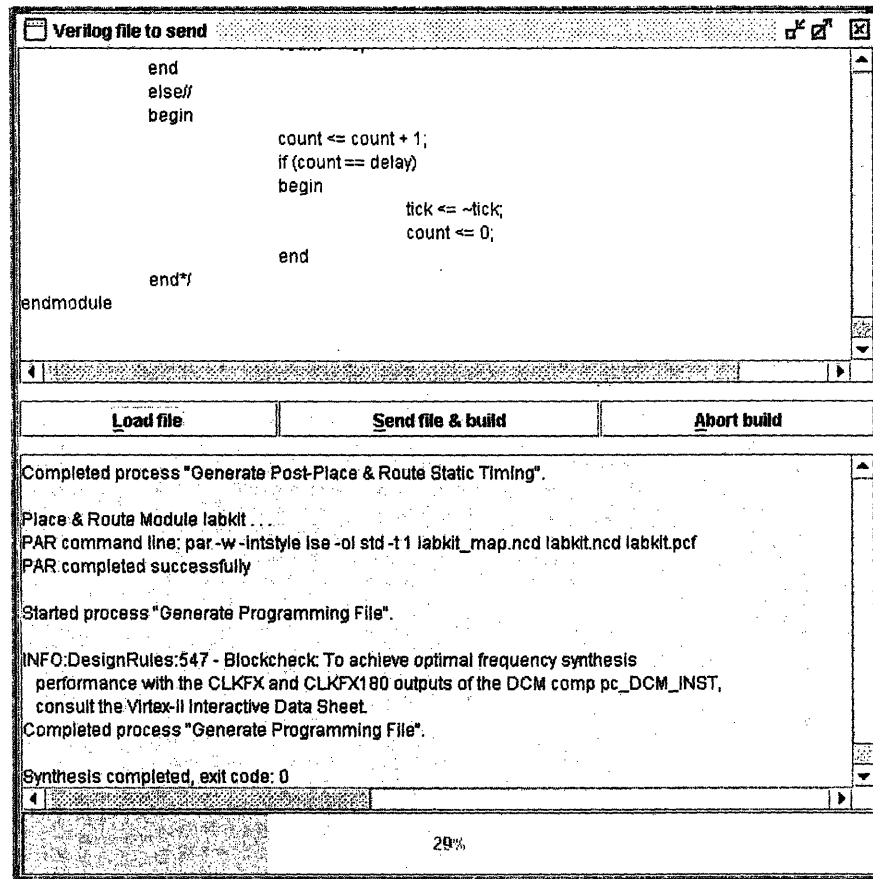 Verilog file to send
end
else//
begin
count <= count + 1;
if (count == delay)
begin
tick <= ~tick;
count <= 0;
end
end*/
endmodule
Load file Send file & build Abort build
Completed process "Generate Post-Place & Route Static Timing".
Place & Route Module labkit . . .
PAR command line: par -w -intstyle ise -ol std -t 1 labkit_map.ncd labkit.ncd labkit.pcf
PAR completed successfully
Started process "Generate Programming File".
INFO:DesignRules:547 - Blockcheck: To achieve optimal frequency synthesis
performance with the CLKFX and CLKFX180 outputs of the DCM comp pc_DCM_INST,
consult the Virtex-II Interactive Data Sheet.
Completed process "Generate Programming File".
Synthesis completed, exit code: 0
29%